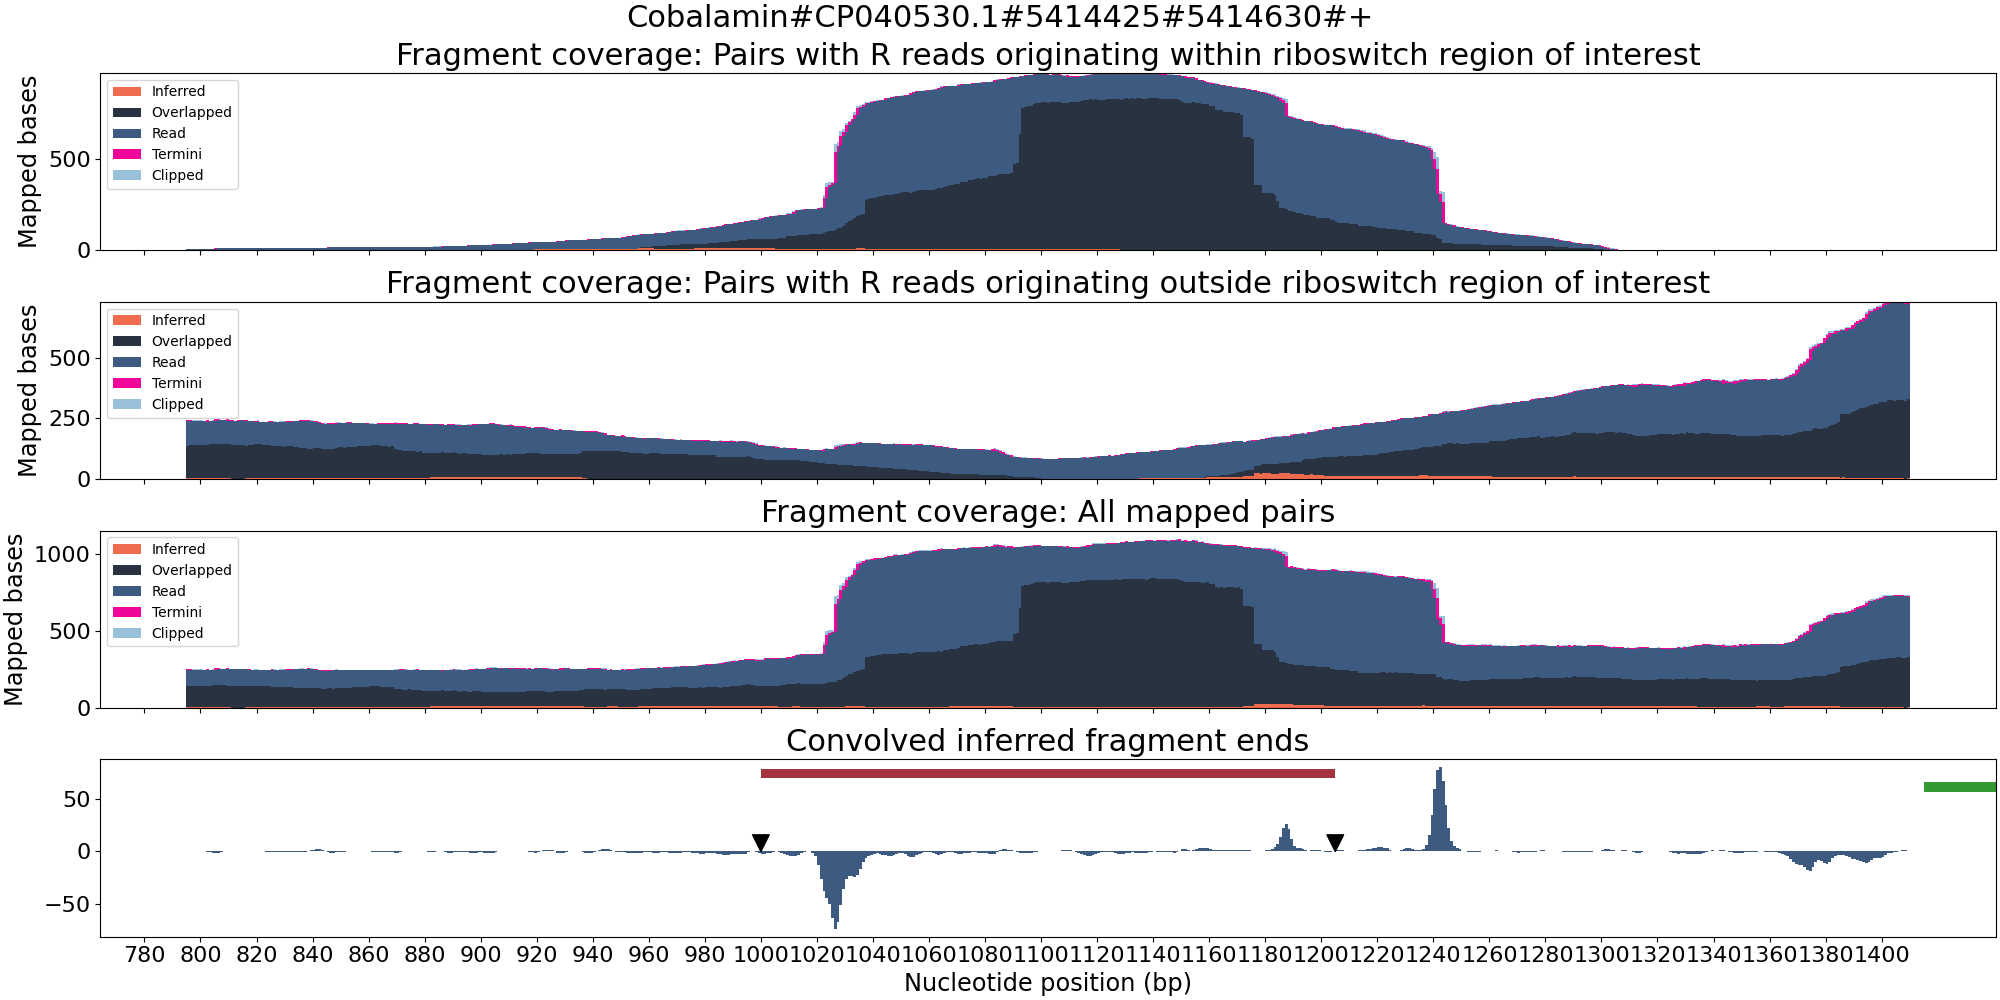 Cobalamin#CP040530.1#5414425#5414630#+
Fragment coverage: Pairs with R reads originating within riboswitch region of interest
Mapped bases
500
0
Inferred
Overlapped
Read
Termini
Clipped
Fragment coverage: Pairs with R reads originating outside riboswitch region of interest
Mapped bases
500
250
0
Inferred
Overlapped
Read
Termini
Clipped
Fragment coverage: All mapped pairs
Mapped bases
1000
500
0
Inferred
Overlapped
Read
Termini
Clipped
Convolved inferred fragment ends
50
0
−50
780 800 820 840 860 880 900 920 940 960 980 1000 1020 1040 1060 1080 1100 1120 1140 1160 1180 1200 1220 1240 1260 1280 1300 1320 1340 1360 1380 1400
Nucleotide position (bp)